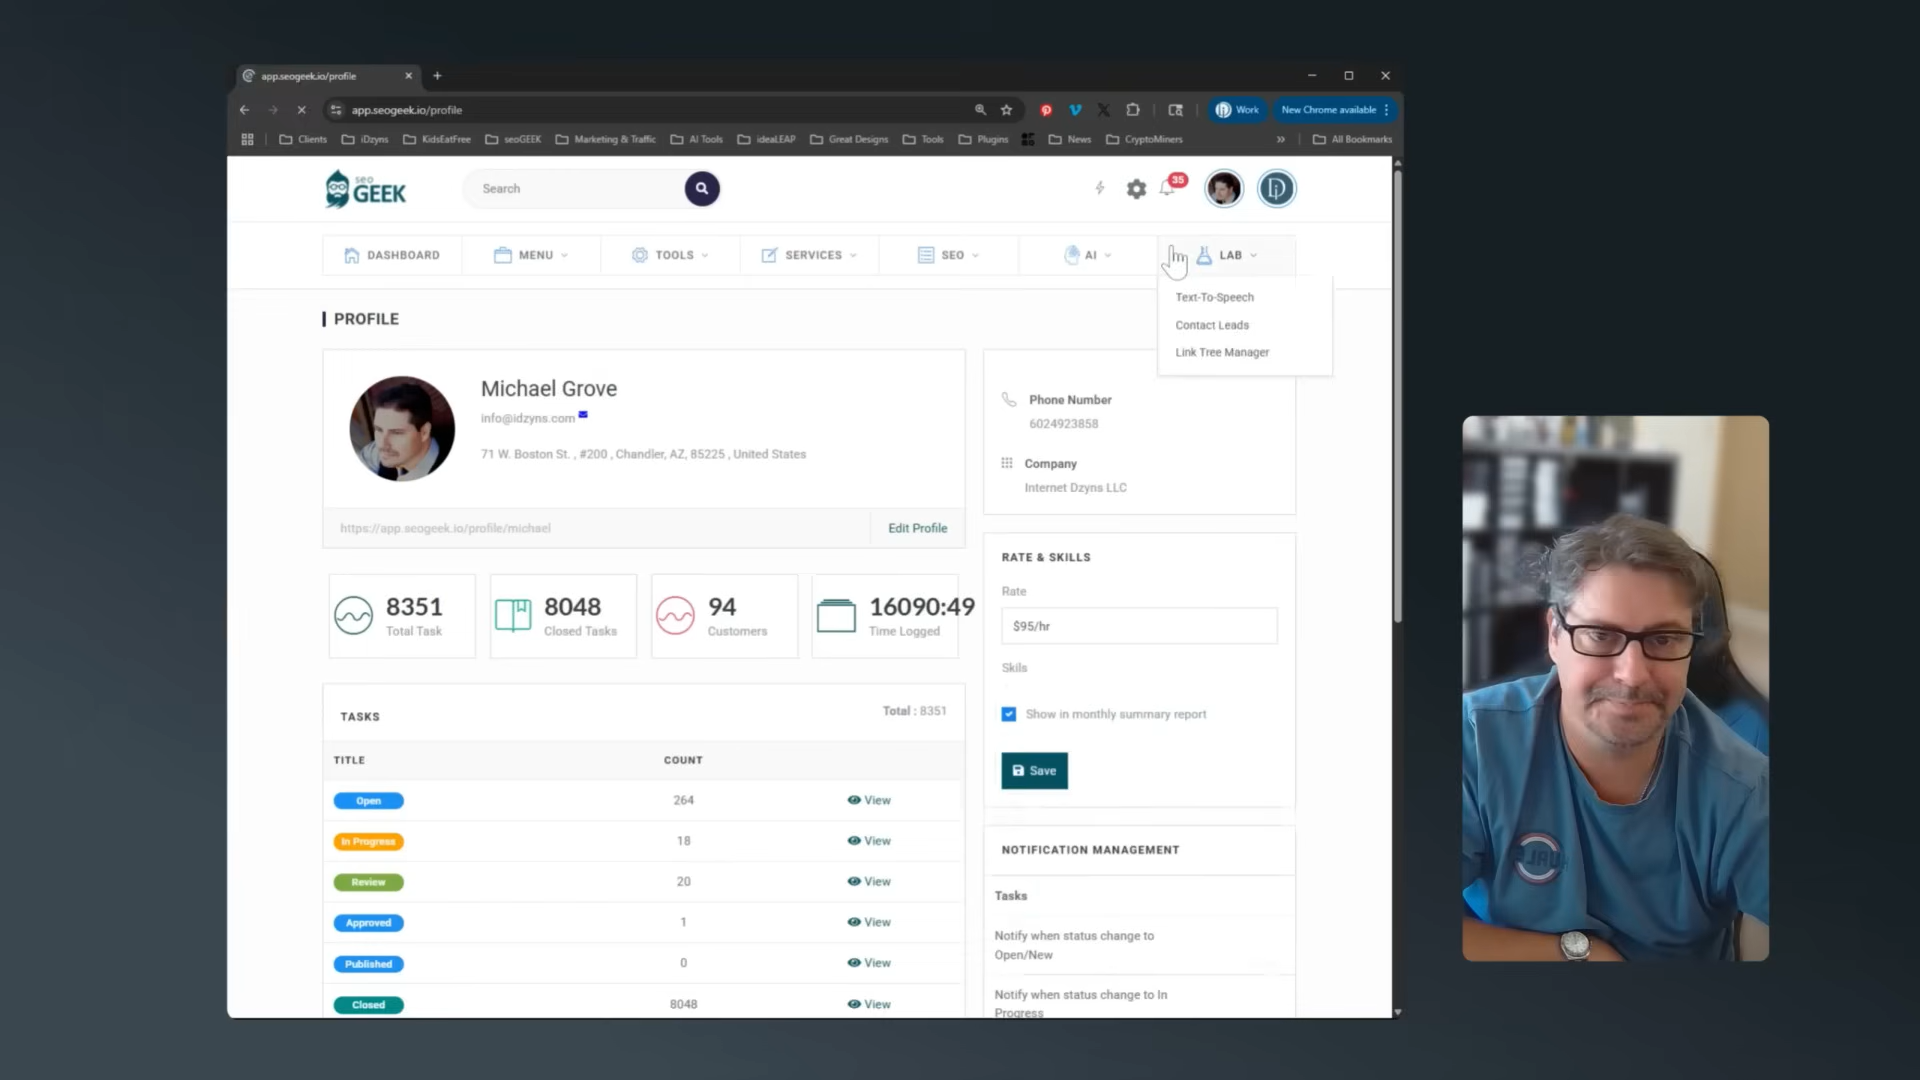 app.seogeek.io/profile
app.seogeek.io/profile
Work
New Chrome available
Clients
iDzyns
KidsEatFree
seoGEEK
Marketing & Traffic
AI Tools
ideaLEAP
Great Designs
Tools
Plugins
News
CryptoMiners
»
All Bookmarks
seo
GEEK
Search
35
DASHBOARD
MENU
TOOLS
SERVICES
SEO
AI
LAB
Text-To-Speech
Contact Leads
Link Tree Manager
PROFILE
Michael Grove
info@idzyns.com
71 W. Boston St. , #200 , Chandler, AZ, 85225 , United States
https://app.seogeek.io/profile/michael
Edit Profile
Phone Number
6024923858
Company
Internet Dzyns LLC
8351
Total Task
8048
Closed Tasks
94
Customers
16090:49
Time Logged
RATE & SKILLS
Rate
$95/hr
Skils
Show in monthly summary report
Save
TASKS
Total : 8351
TITLE COUNT
Open 264 View
In Progress 18 View
Review 20 View
Approved 1 View
Published 0 View
Closed 8048 View
NOTIFICATION MANAGEMENT
Tasks
Notify when status change to
Open/New
Notify when status change to In
Progress